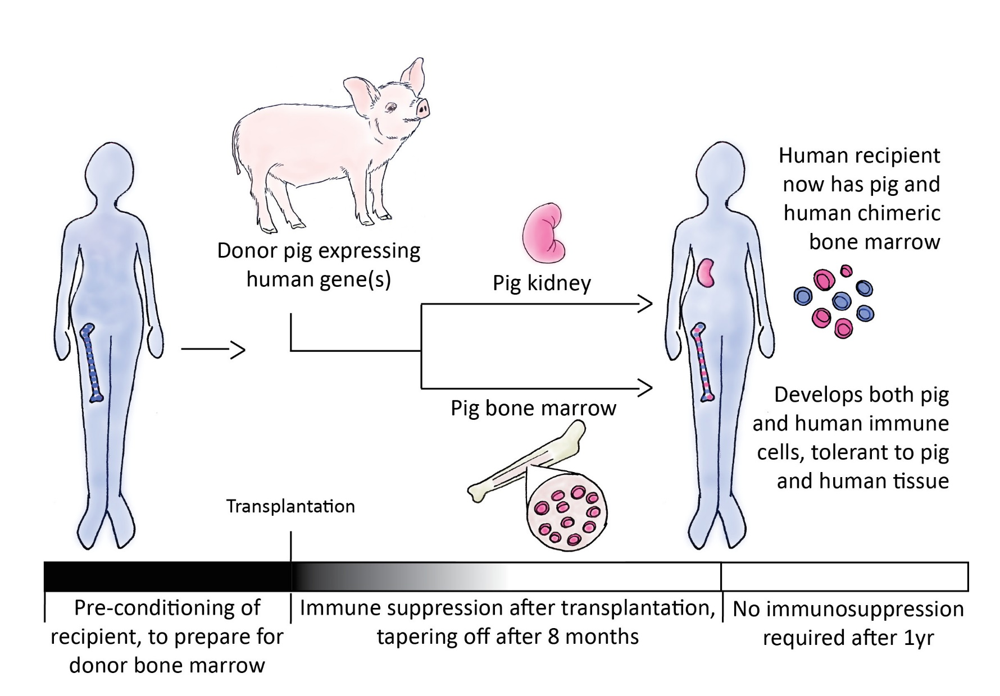 Human recipient
now has pig and
human chimeric
bone marrow
Donor pig expressing
human gene(s)
Pig kidney
Pig bone marrow
Develops both pig
and human immune
cells, tolerant to pig
and human tissue
Transplantation
Pre-conditioning of
recipient, to prepare for
donor bone marrow
Immune suppression after transplantation,
tapering off after 8 months
No immunosuppression
required after 1yr